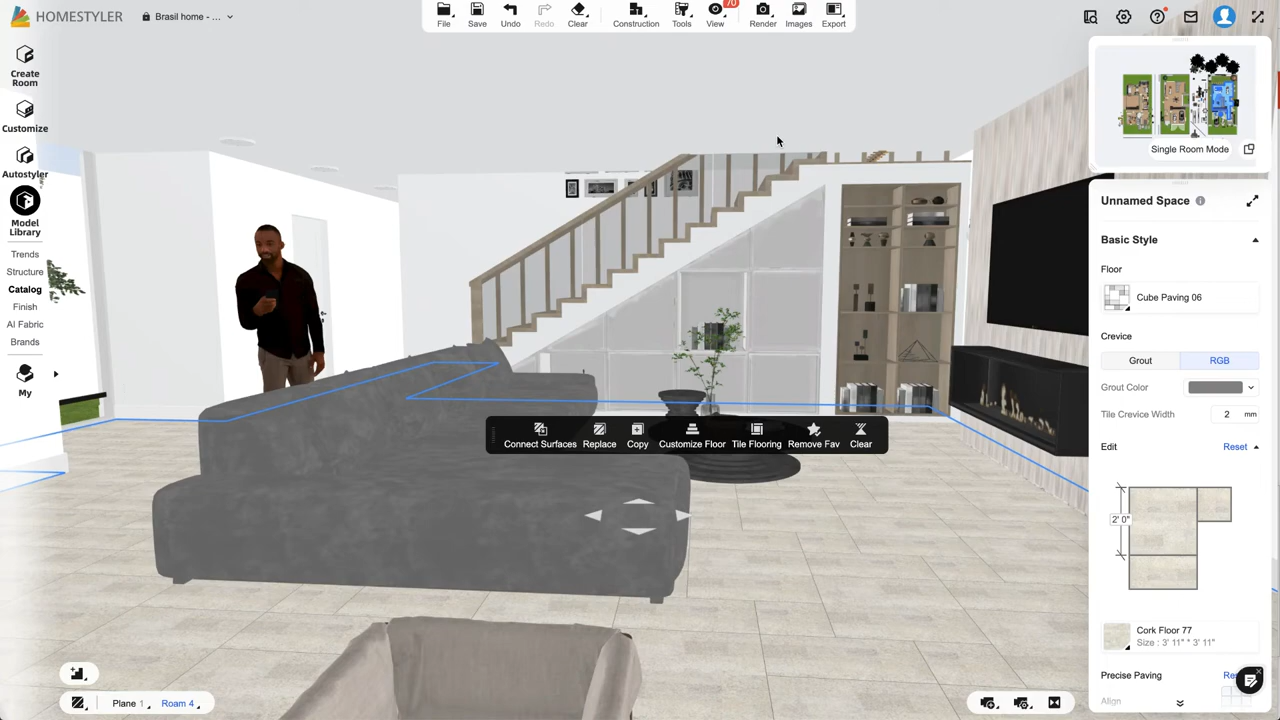 HOMESTYLER
Brasil home - ...
File
Save
Undo
Redo
Clear
Construction
Tools
View
70
Render
Images
Export
Create
Room
Customize
Autostyler
Model
Library
Trends
Structure
Catalog
Finish
AI Fabric
Brands
My
Single Room Mode
Unnamed Space
Basic Style
Floor
Cube Paving 06
Crevice
Grout
RGB
Grout Color
Tile Crevice Width
2
mm
Edit
Reset
2' 0"
Cork Floor 77
Size : 3' 11" * 3' 11"
Precise Paving
Align
Connect Surfaces
Replace
Copy
Customize Floor
Tile Flooring
Remove Fav
Clear
Plane 1
Roam 4